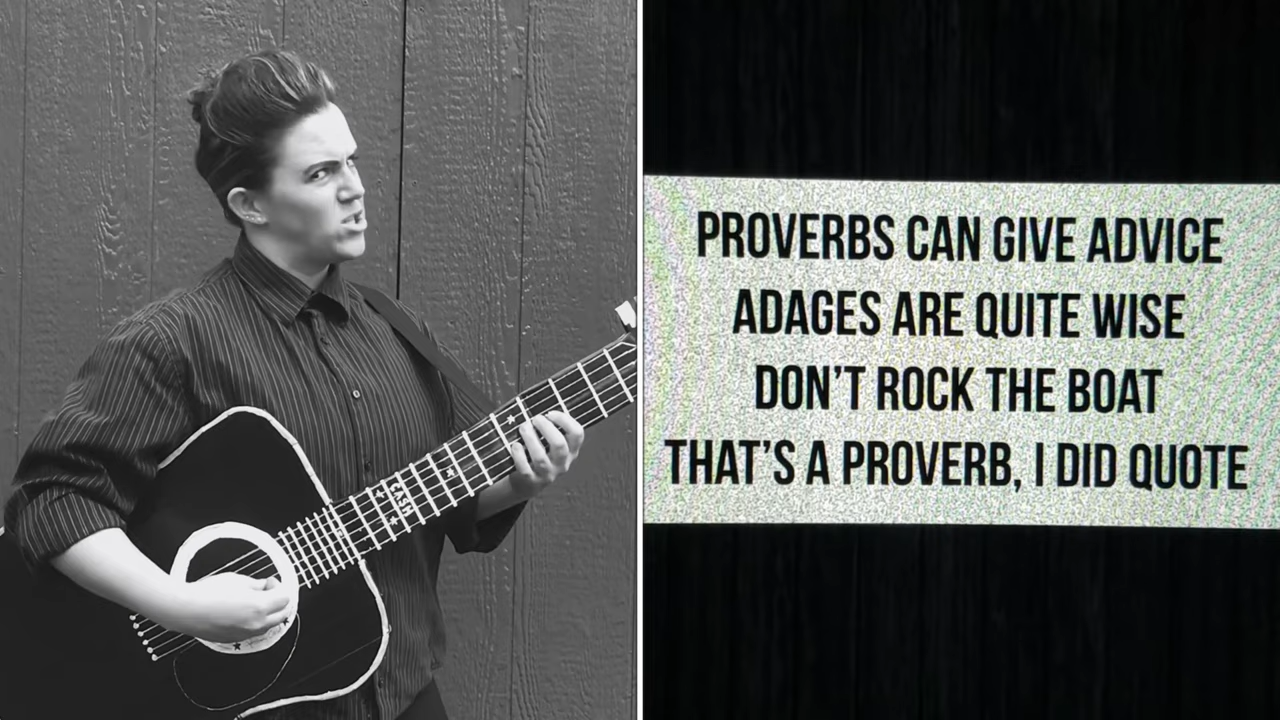 CASH
PROVERBS CAN GIVE ADVICE
ADAGES ARE QUITE WISE
DON'T ROCK THE BOAT
THAT'S A PROVERB, I DID QUOTE